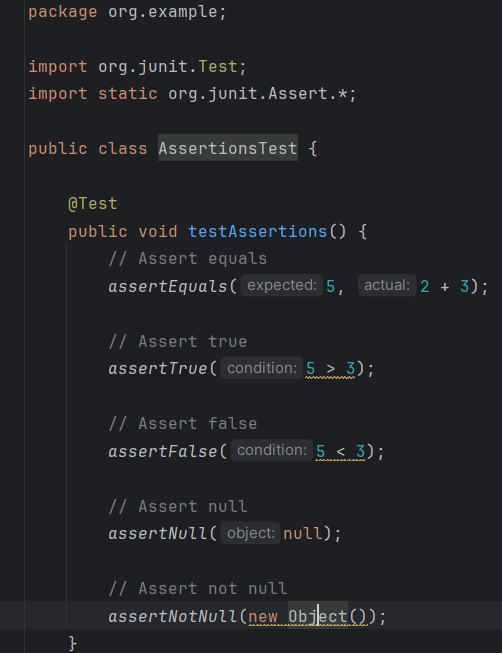 package org.example;
import org.junit.Test;
import static org.junit.Assert.*;
public class AssertionsTest {
@Test
public void testAssertions() {
// Assert equals
assertEquals( expected: 5, actual: 2 + 3);
// Assert true
assertTrue( condition: 5 > 3);
// Assert false
assertFalse( condition: 5 < 3);
// Assert null
assertNull( object: null);
// Assert not null
assertNotNull(new Object());
}